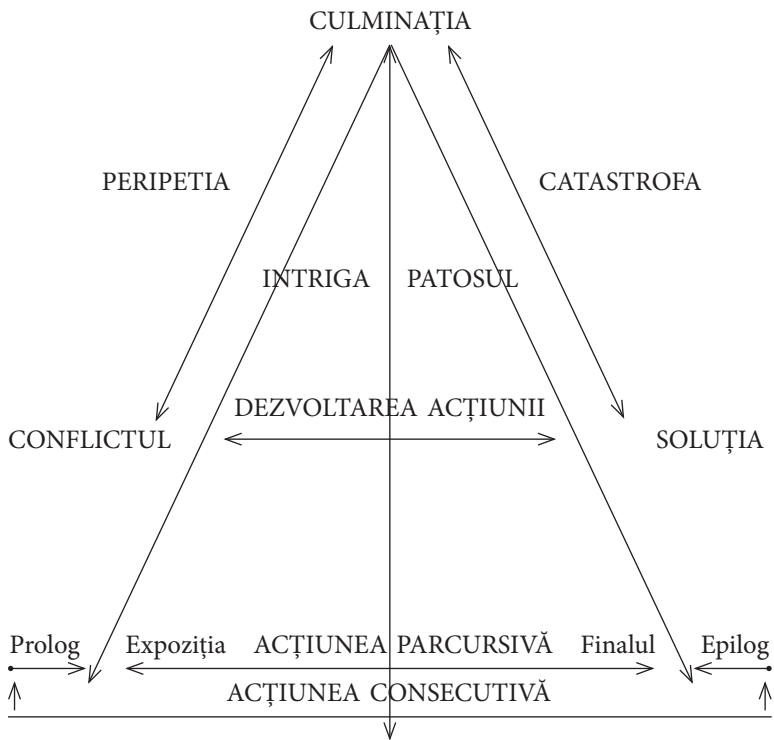 CULMINAȚIA
PERIPETIA CATASTROFA
INTRIGA PATOSUL
DEZVOLTAREA ACȚIUNII
CONFLICTUL SOLUȚIA
Prolog Expoziția ACȚIUNEA PARCURSIVĂ Finalul Epilog
ACȚIUNEA CONSECUTIVĂ